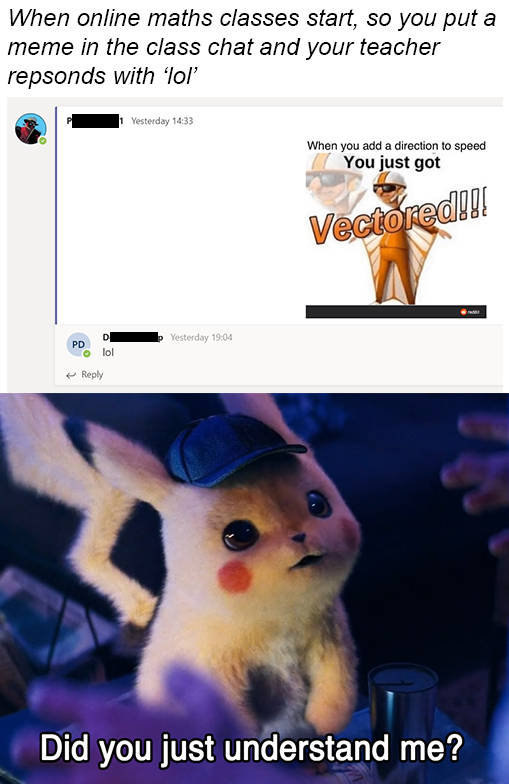 When online maths classes start, so you put a
meme in the class chat and your teacher
repsonds with ‘lol’
P 1 Yesterday 14:33
When you add a direction to speed
You just got
Vectored!!!
reddit
PD
D p Yesterday 19:04
lol
Reply
Did you just understand me?